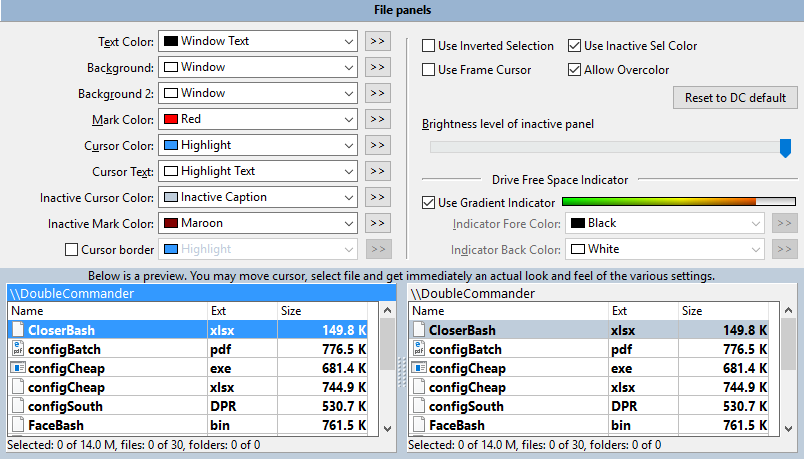 File panels
Text Color: Window Text >>
Background: Window >>
Background 2: Window >>
Mark Color: Red >>
Cursor Color: Highlight >>
Cursor Text: Highlight Text >>
Inactive Cursor Color: Inactive Caption >>
Inactive Mark Color: Maroon >>
Cursor border Highlight >>
Use Inverted Selection Use Inactive Sel Color
Use Frame Cursor Allow Overcolor
Reset to DC default
Brightness level of inactive panel
Drive Free Space Indicator
Use Gradient Indicator
Indicator Fore Color: Black >>
Indicator Back Color: White >>
Below is a preview. You may move cursor, select file and get immediately an actual look and feel of the various settings.
\\DoubleCommander
Name Ext Size
CloserBash xlsx 149.8 K
configBatch pdf 776.5 K
configCheap exe 681.4 K
configCheap xlsx 744.9 K
configSouth DPR 530.7 K
FaceBash bin 761.5 K
Selected: 0 of 14.0 M, files: 0 of 30, folders: 0 of 0
\\DoubleCommander
Name Ext Size
CloserBash xlsx 149.8 K
configBatch pdf 776.5 K
configCheap exe 681.4 K
configCheap xlsx 744.9 K
configSouth DPR 530.7 K
FaceBash bin 761.5 K
Selected: 0 of 14.0 M, files: 0 of 30, folders: 0 of 0